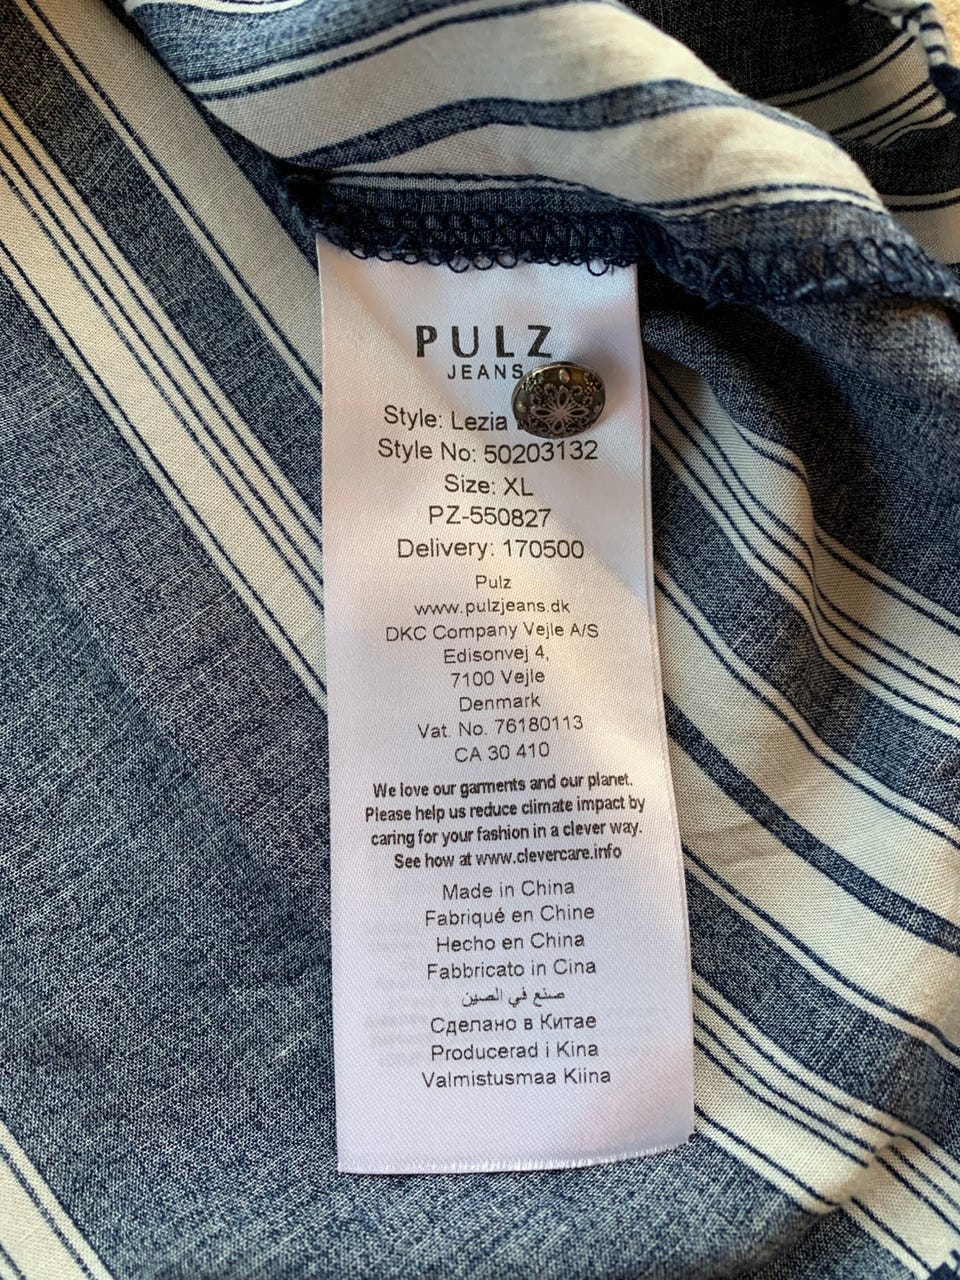 PULZ
JEANS
Style: Lezia
Style No: 50203132
Size: XL
PZ-550827
Delivery: 170500
Pulz
www.pulzjeans.dk
DKC Company Vejle A/S
Edisonvej 4,
7100 Vejle
Denmark
Vat. No. 76180113
CA 30 410
We love our garments and our planet.
Please help us reduce climate impact by
caring for your fashion in a clever way.
See how at www.clevercare.info
Made in China
Fabriqué en Chine
Hecho en China
Fabbricato in Cina
صنع في الصين
Сделано в Китае
Producerad i Kina
Valmistusmaa Kiina